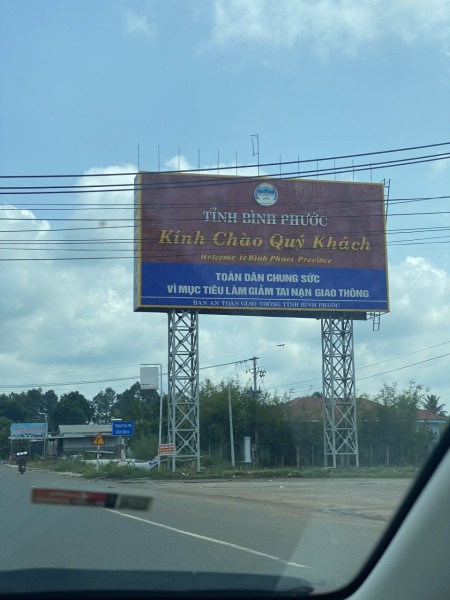 TỈNH BÌNH PHƯỚC
Kính Chào Quý Khách
Welcome to Binh Phuoc Province
TOÀN DÂN CHUNG SỨC
VÌ MỤC TIÊU LÀM GIẢM TAI NẠN GIAO THÔNG
BAN AN TOÀN GIAO THÔNG TỈNH BÌNH PHƯỚC